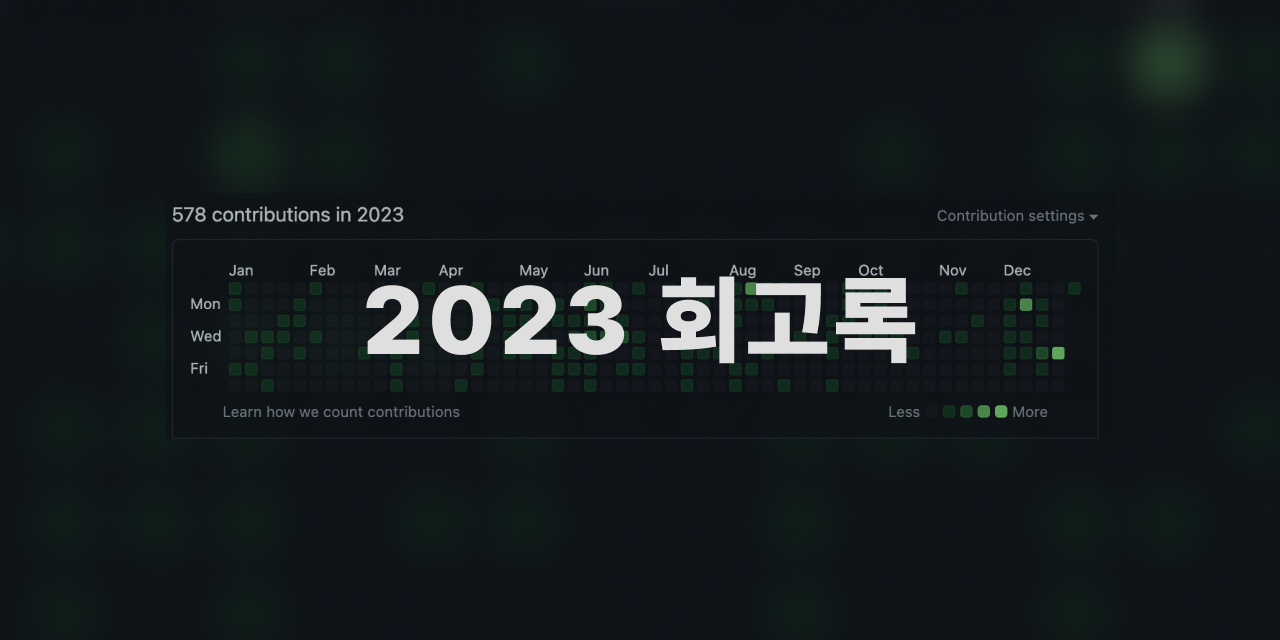 578 contributions in 2023
Contribution settings
Jan Feb Mar Apr May Jun Jul Aug Sep Oct Nov Dec
Mon
Wed
Fri
2023 회고록
Learn how we count contributions
Less More